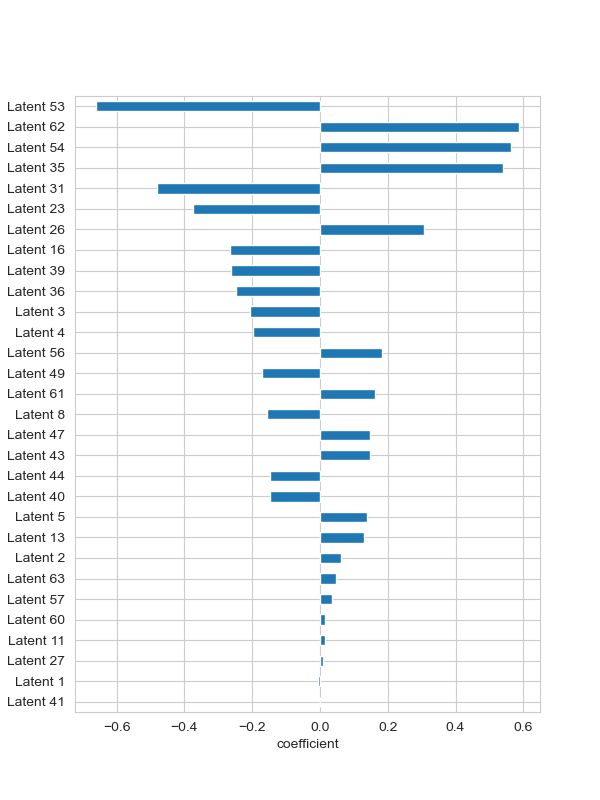 Latent 53
Latent 62
Latent 54
Latent 35
Latent 31
Latent 23
Latent 26
Latent 16
Latent 39
Latent 36
Latent 3
Latent 4
Latent 56
Latent 49
Latent 61
Latent 8
Latent 47
Latent 43
Latent 44
Latent 40
Latent 5
Latent 13
Latent 2
Latent 63
Latent 57
Latent 60
Latent 11
Latent 27
Latent 1
Latent 41
−0.6 −0.4 −0.2 0.0 0.2 0.4 0.6
coefficient